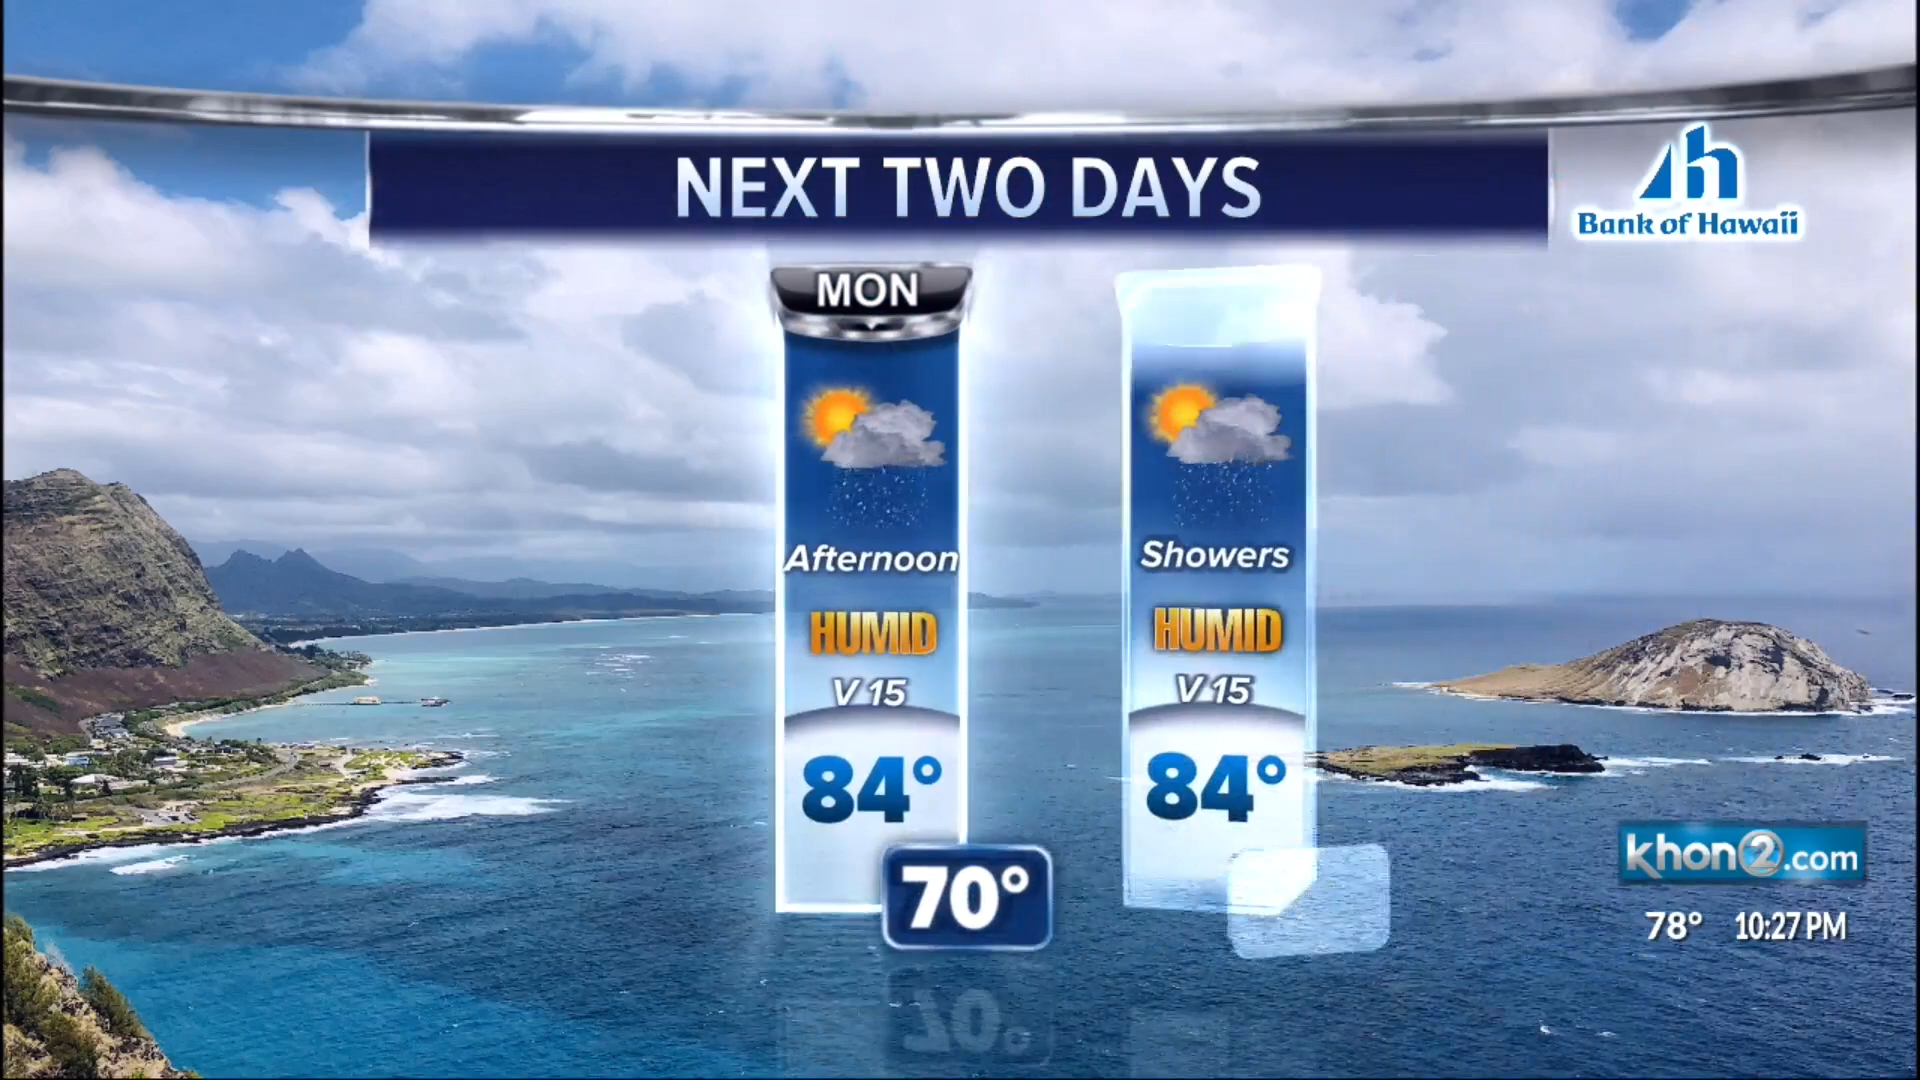 NEXT TWO DAYS
Bank of Hawaii
MON
Afternoon
HUMID
V 15
84°
70°
Showers
HUMID
V 15
84°
khon2.com
78° 10:27 PM